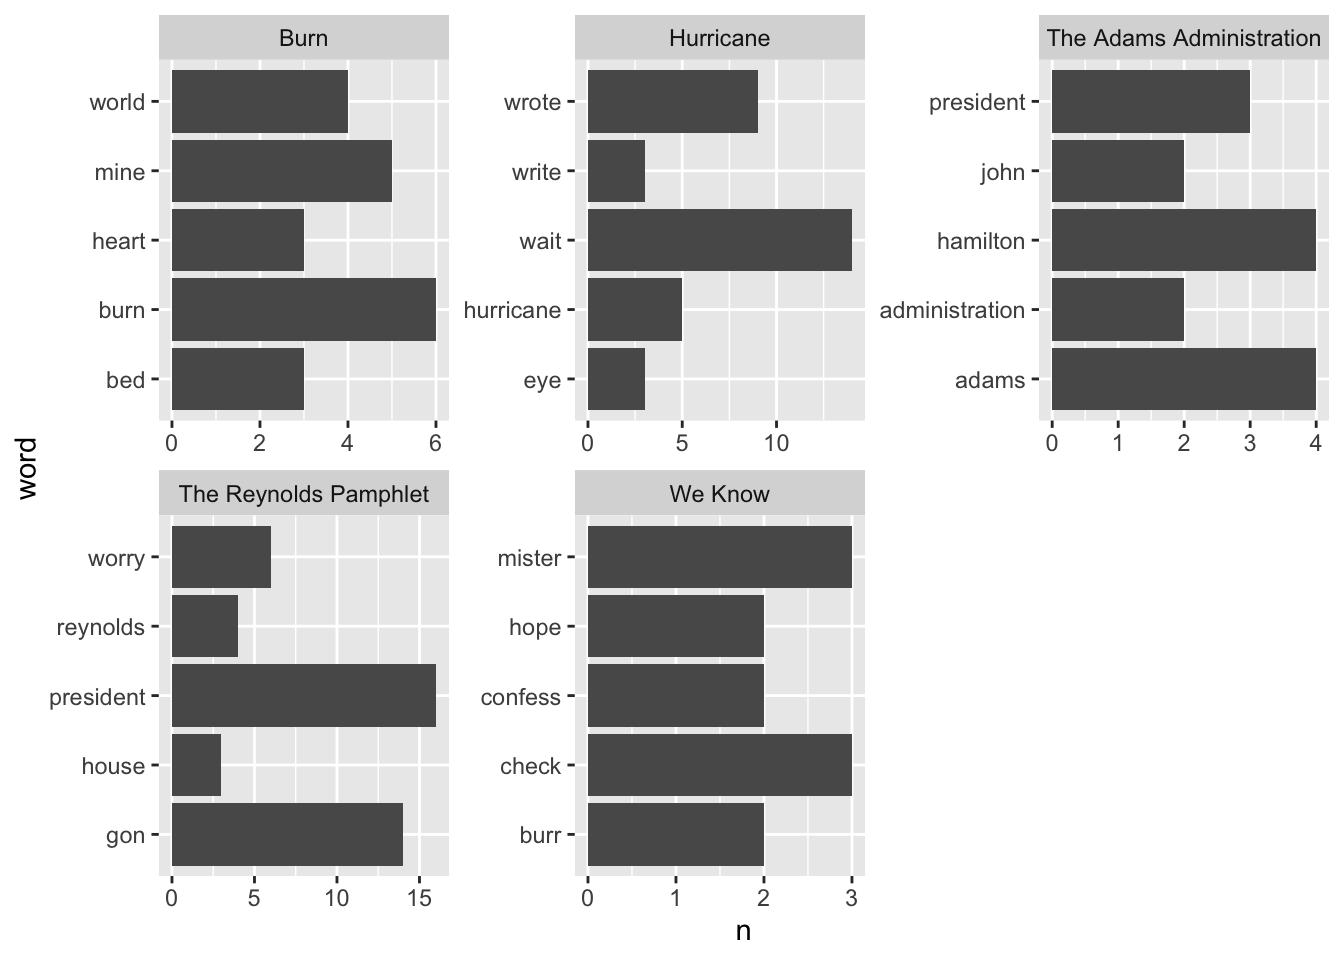 Burn
world
mine
heart
burn
bed
0 2 4 6
Hurricane
wrote
write
wait
hurricane
eye
0 5 10
The Adams Administration
president
john
hamilton
administration
adams
0 1 2 3 4
word
The Reynolds Pamphlet
worry
reynolds
president
house
gon
0 5 10 15
We Know
mister
hope
confess
check
burr
0 1 2 3
n